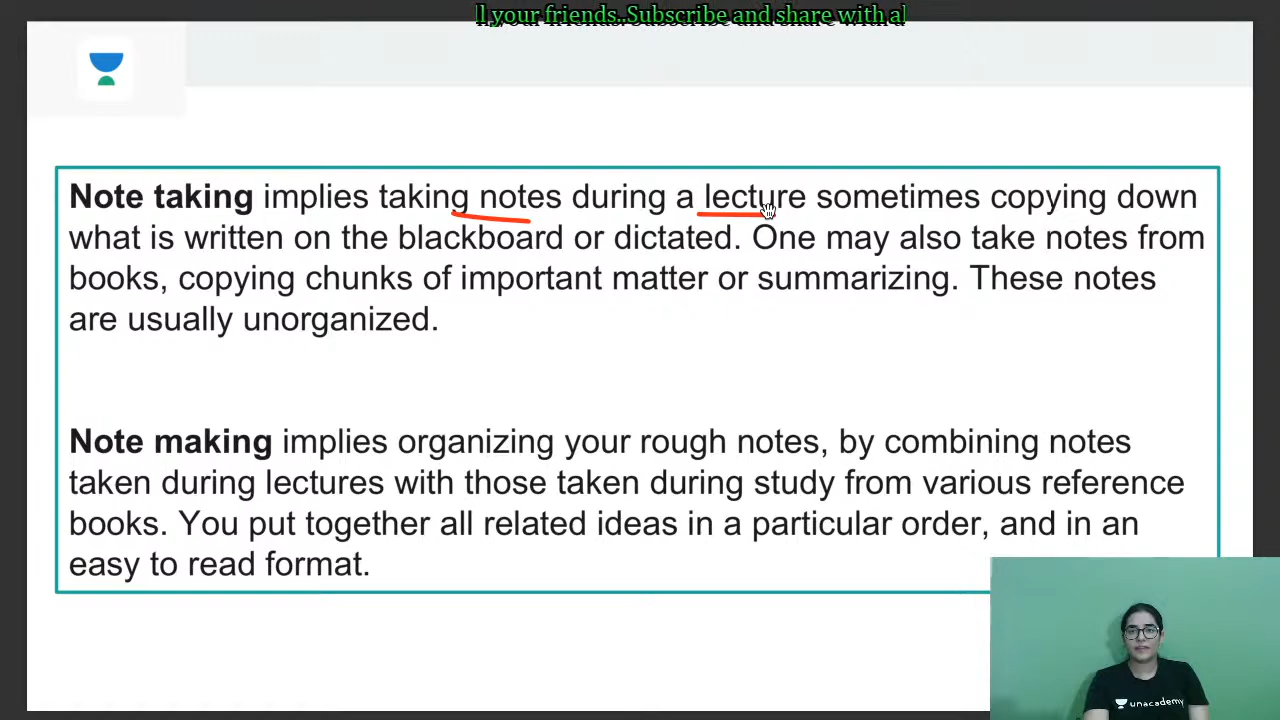 ll your friends..Subscribe and share with al
Note taking implies taking notes during a lecture sometimes copying down
what is written on the blackboard or dictated. One may also take notes from
books, copying chunks of important matter or summarizing. These notes
are usually unorganized.
Note making implies organizing your rough notes, by combining notes
taken during lectures with those taken during study from various reference
books. You put together all related ideas in a particular order, and in an
easy to read format.
unacademy